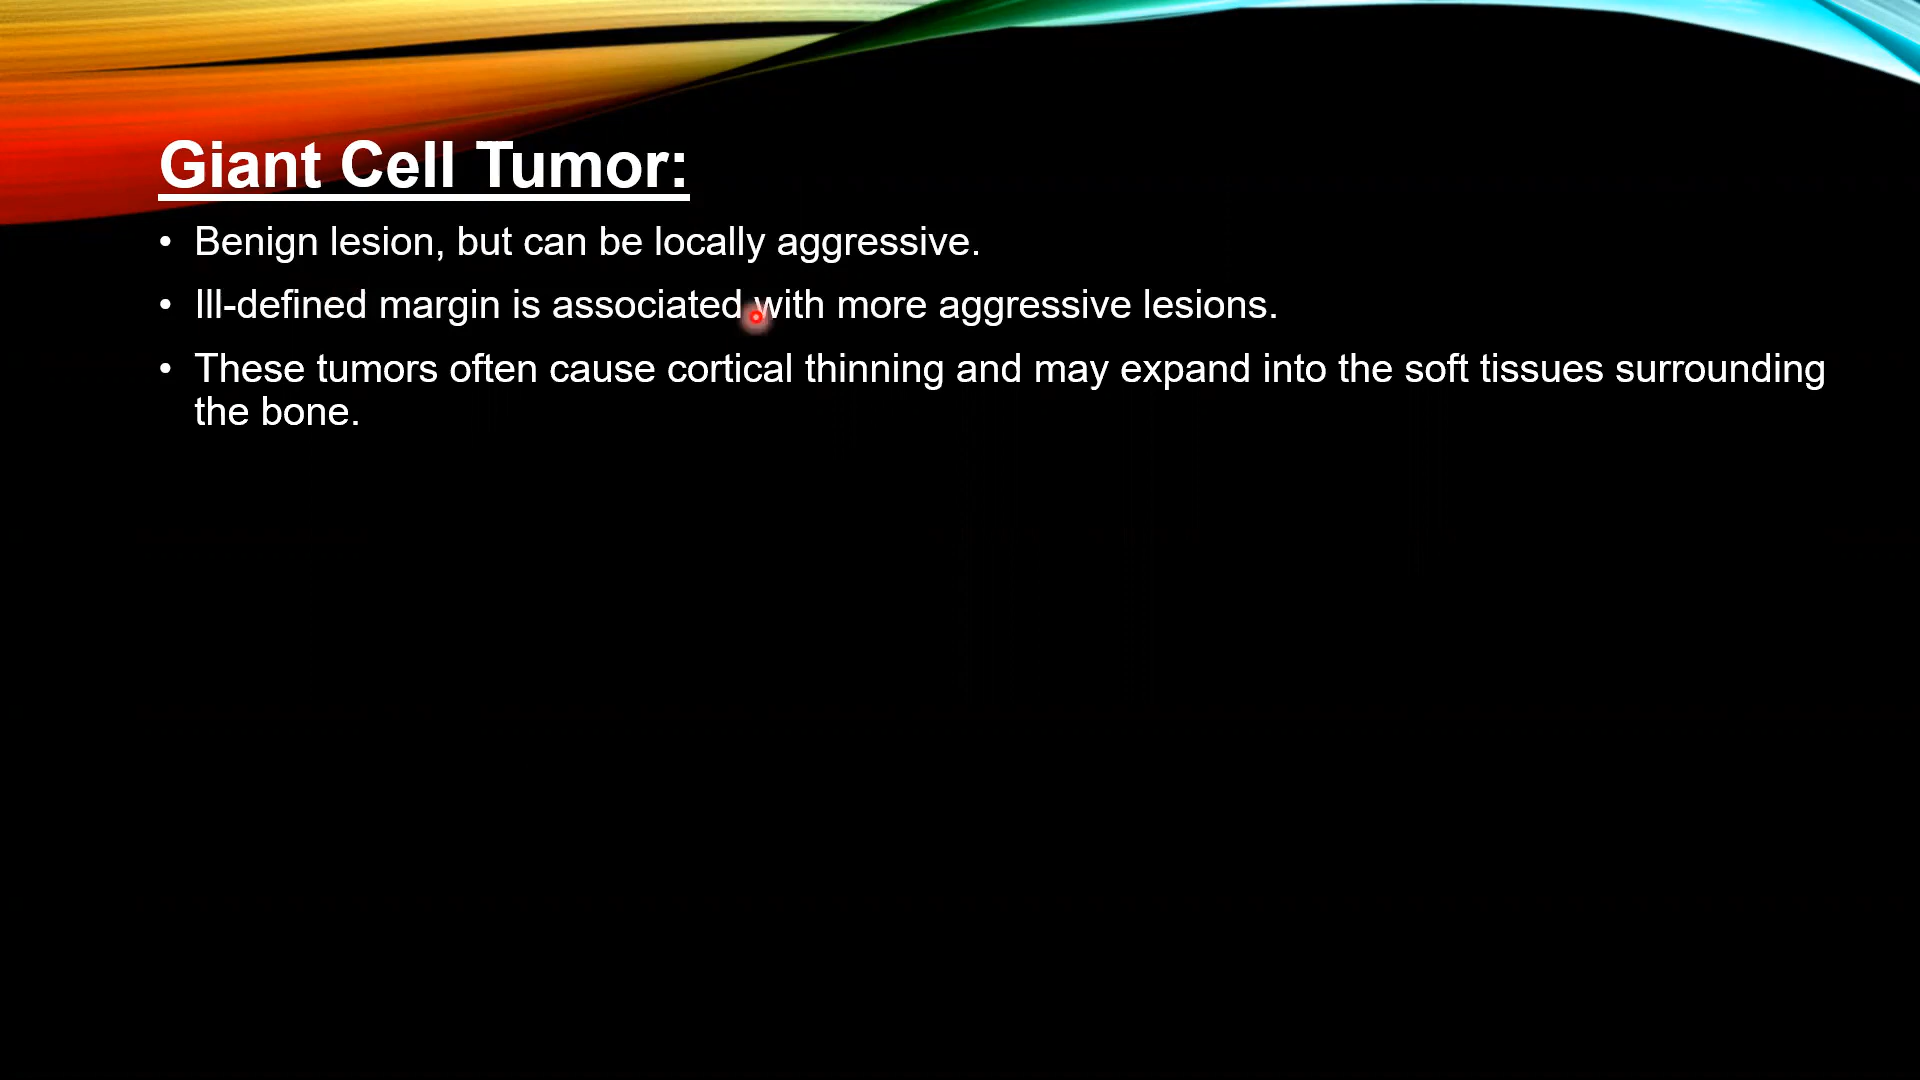 Giant Cell Tumor:
• Benign lesion, but can be locally aggressive.
• Ill-defined margin is associated with more aggressive lesions.
• These tumors often cause cortical thinning and may expand into the soft tissues surrounding
the bone.